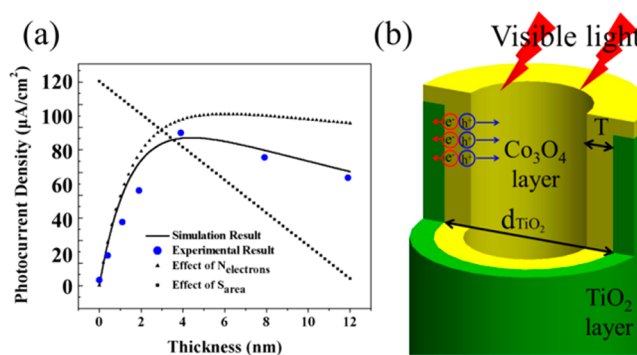 (a)
120
100
80
60
40
20
0
Photocurrent Density (μA/cm²)
Simulation Result
Experimental Result
Effect of N_electrons
Effect of S_area
0 2 4 6 8 10 12
Thickness (nm)
(b)
Visible light
e⁻ h⁺
e⁻ h⁺
e⁻ h⁺
T
Co₃O₄
layer
d_TiO₂
TiO₂
layer